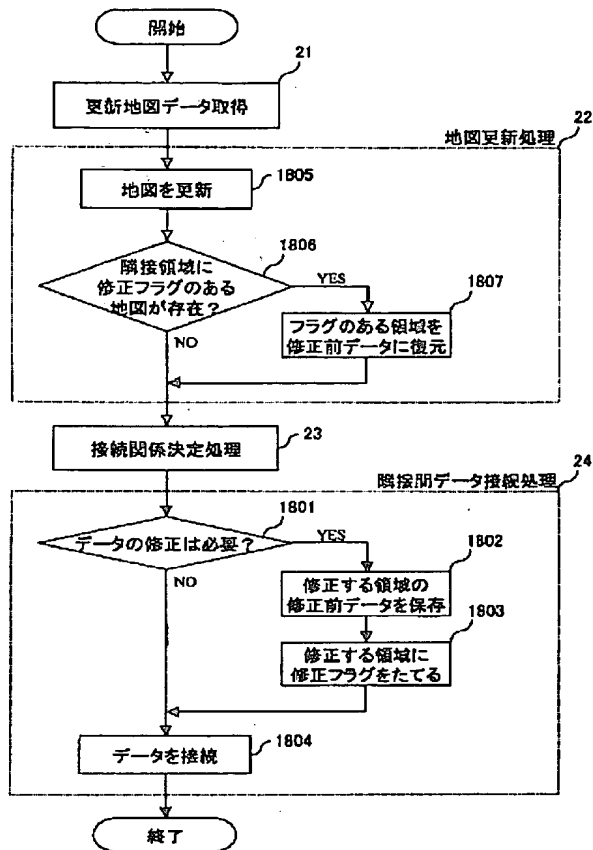 開始
21
更新地図データ取得
22
地図更新処理
地図を更新
1805
1806
隣接領域に
修正フラグのある
地図が存在？
YES
1807
フラグのある領域を
修正前データに復元
NO
23
接続関係決定処理
24
隣接間データ接続処理
1801
データの修正は必要？
YES
1802
修正する領域の
修正前データを保存
NO
1803
修正する領域に
修正フラグをたてる
データを接続
1804
終了